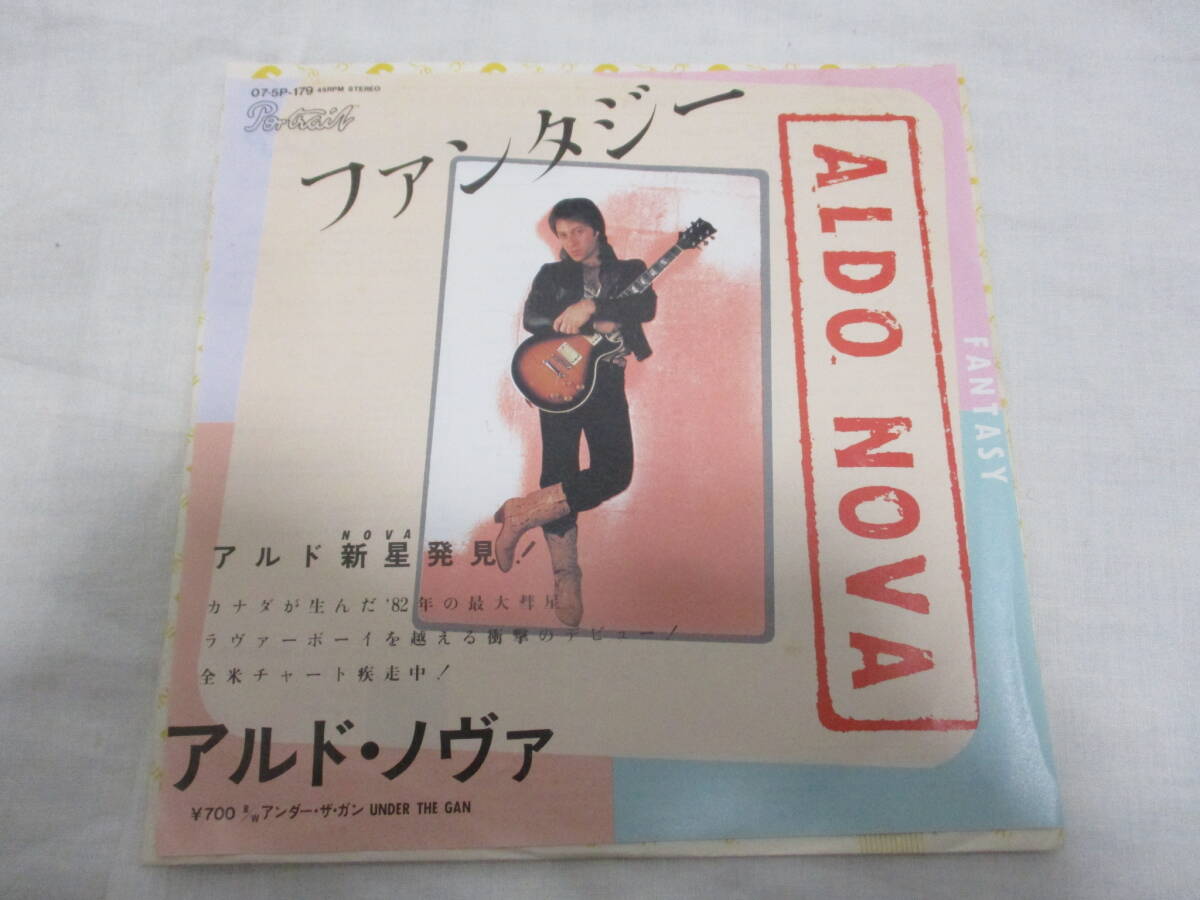 07·5P-179 45RPM STEREO
Portrait
ファンタジー
ALDO NOVA
FANTASY
NOVA
アルド新星発見!
カナダが生んだ'82年の最大彗星
ラヴァーボーイを越える衝撃のデビュー!
全米チャート疾走中!
アルド・ノヴァ
¥700 B/W アンダー・ザ・ガン UNDER THE GAN